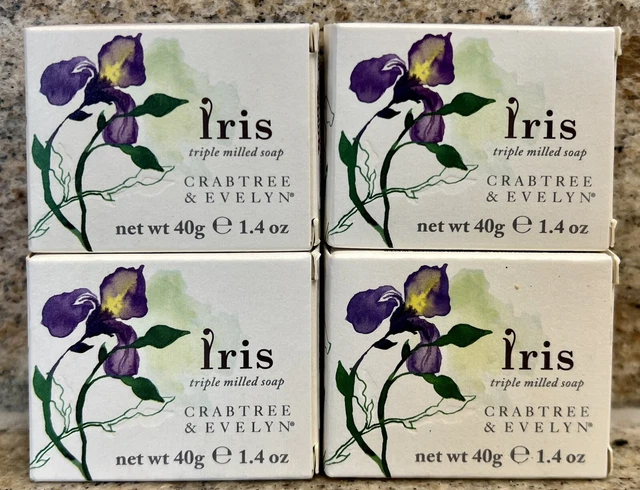 Iris
triple milled soap
CRABTREE
& EVELYN®
net wt 40g ℮ 1.4 oz
Iris
triple milled soap
CRABTREE
& EVELYN®
net wt 40g ℮ 1.4 oz
Iris
triple milled soap
CRABTREE
& EVELYN®
net wt 40g ℮ 1.4 oz
Iris
triple milled soap
CRABTREE
& EVELYN®
net wt 40g ℮ 1.4 oz